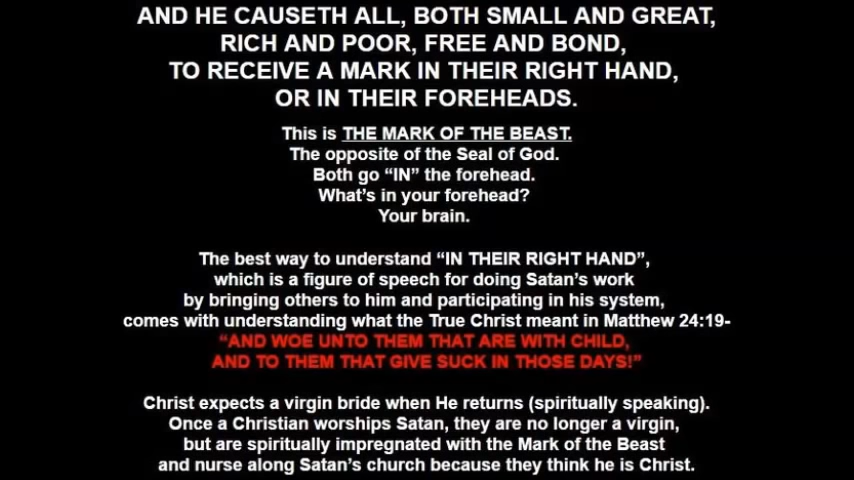 AND HE CAUSETH ALL, BOTH SMALL AND GREAT,
RICH AND POOR, FREE AND BOND,
TO RECEIVE A MARK IN THEIR RIGHT HAND,
OR IN THEIR FOREHEADS.
This is THE MARK OF THE BEAST.
The opposite of the Seal of God.
Both go “IN” the forehead.
What’s in your forehead?
Your brain.
The best way to understand “IN THEIR RIGHT HAND”,
which is a figure of speech for doing Satan’s work
by bringing others to him and participating in his system,
comes with understanding what the True Christ meant in Matthew 24:19-
“AND WOE UNTO THEM THAT ARE WITH CHILD,
AND TO THEM THAT GIVE SUCK IN THOSE DAYS!”
Christ expects a virgin bride when He returns (spiritually speaking).
Once a Christian worships Satan, they are no longer a virgin,
but are spiritually impregnated with the Mark of the Beast
and nurse along Satan’s church because they think he is Christ.